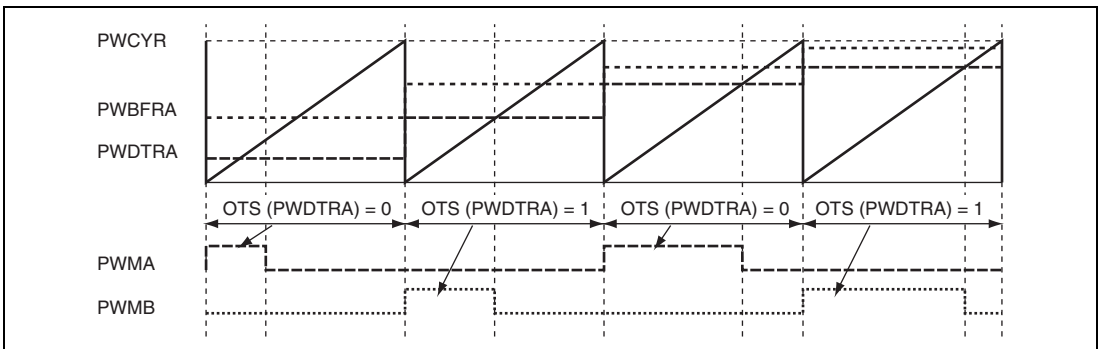 PWCYR
PWBFRA
PWDTRA
OTS (PWDTRA) = 0 OTS (PWDTRA) = 1 OTS (PWDTRA) = 0 OTS (PWDTRA) = 1
PWMA
PWMB